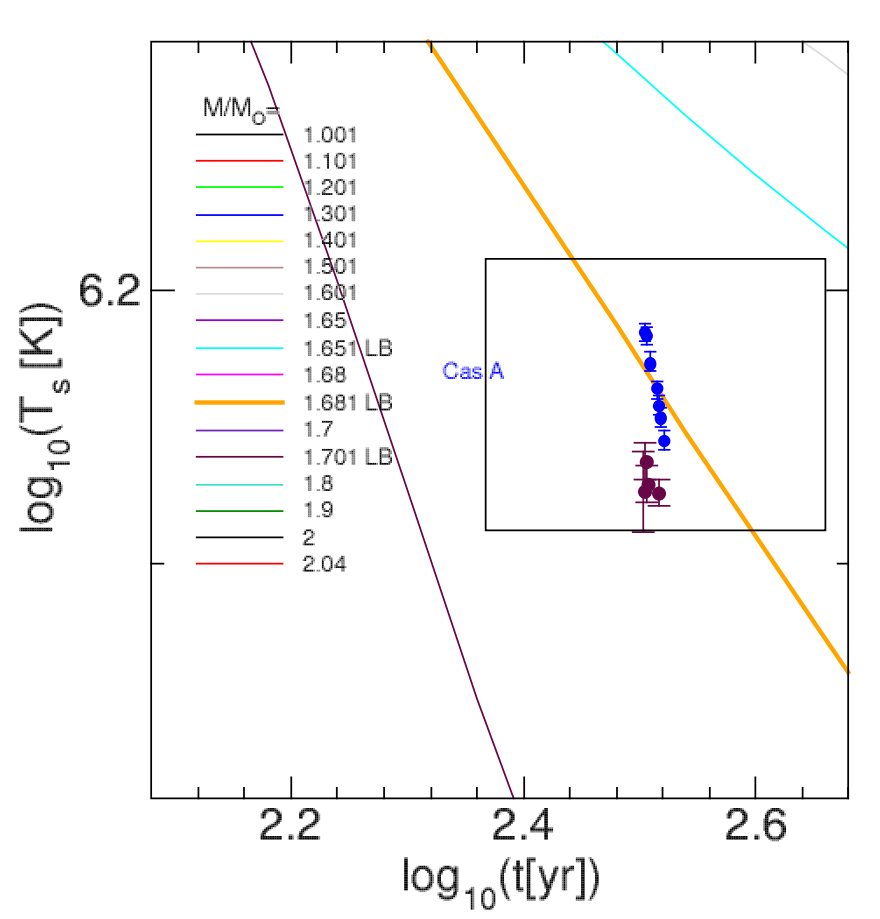 M/M_O=
1.001
1.101
1.201
1.301
1.401
1.501
1.601
1.65
1.651 LB
1.68
1.681 LB
1.7
1.701 LB
1.8
1.9
2
2.04
Cas A
6.2
log10(Ts [K])
2.2 2.4 2.6
log10(t[yr])